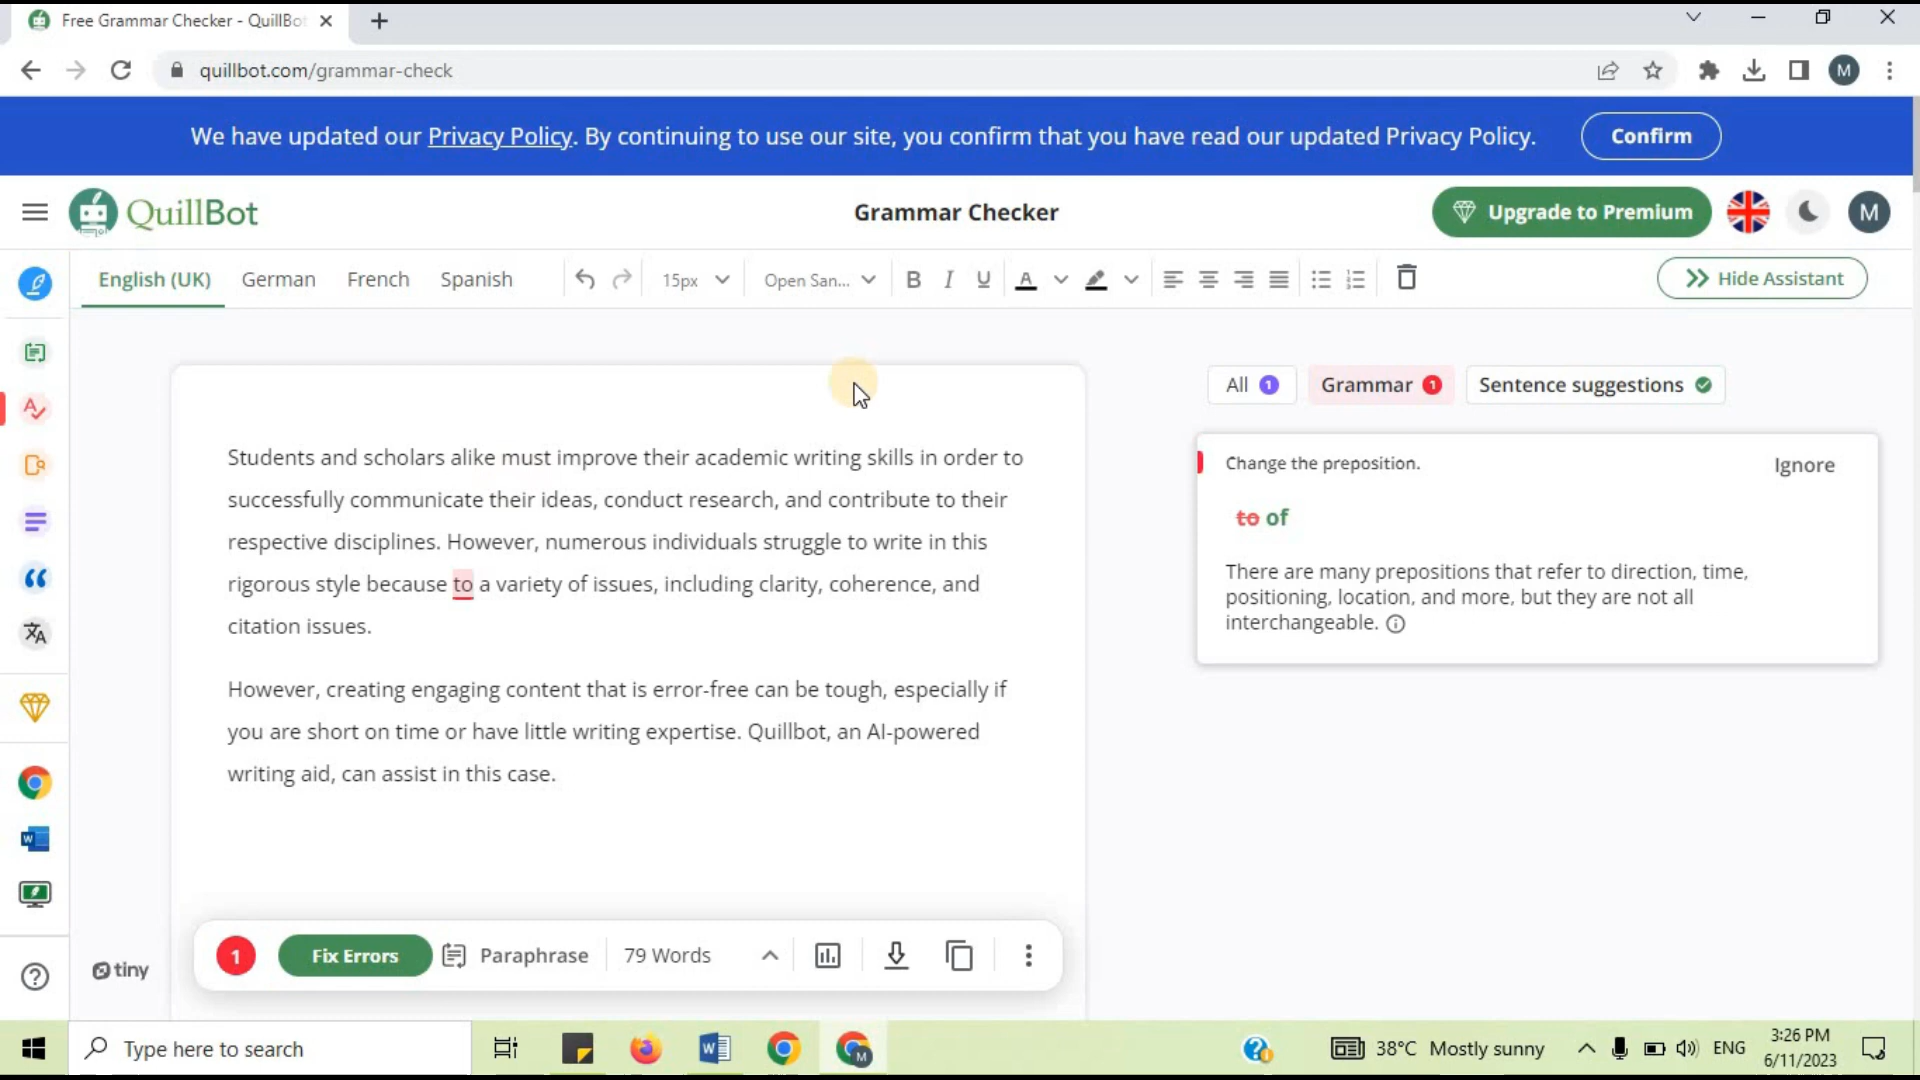 Free Grammar Checker - QuillBot
quillbot.com/grammar-check
M
We have updated our Privacy Policy. By continuing to use our site, you confirm that you have read our updated Privacy Policy.
Confirm
QuillBot
Grammar Checker
Upgrade to Premium
M
English (UK)
German
French
Spanish
15px
Open San...
B I U A
Hide Assistant
All 1
Grammar 1
Sentence suggestions
Students and scholars alike must improve their academic writing skills in order to
successfully communicate their ideas, conduct research, and contribute to their
respective disciplines. However, numerous individuals struggle to write in this
rigorous style because to a variety of issues, including clarity, coherence, and
citation issues.
However, creating engaging content that is error-free can be tough, especially if
you are short on time or have little writing expertise. Quillbot, an AI-powered
writing aid, can assist in this case.
Change the preposition.
Ignore
to of
There are many prepositions that refer to direction, time,
positioning, location, and more, but they are not all
interchangeable.
1
Fix Errors
Paraphrase
79 Words
tiny
Type here to search
38°C Mostly sunny
ENG
3:26 PM
6/11/2023